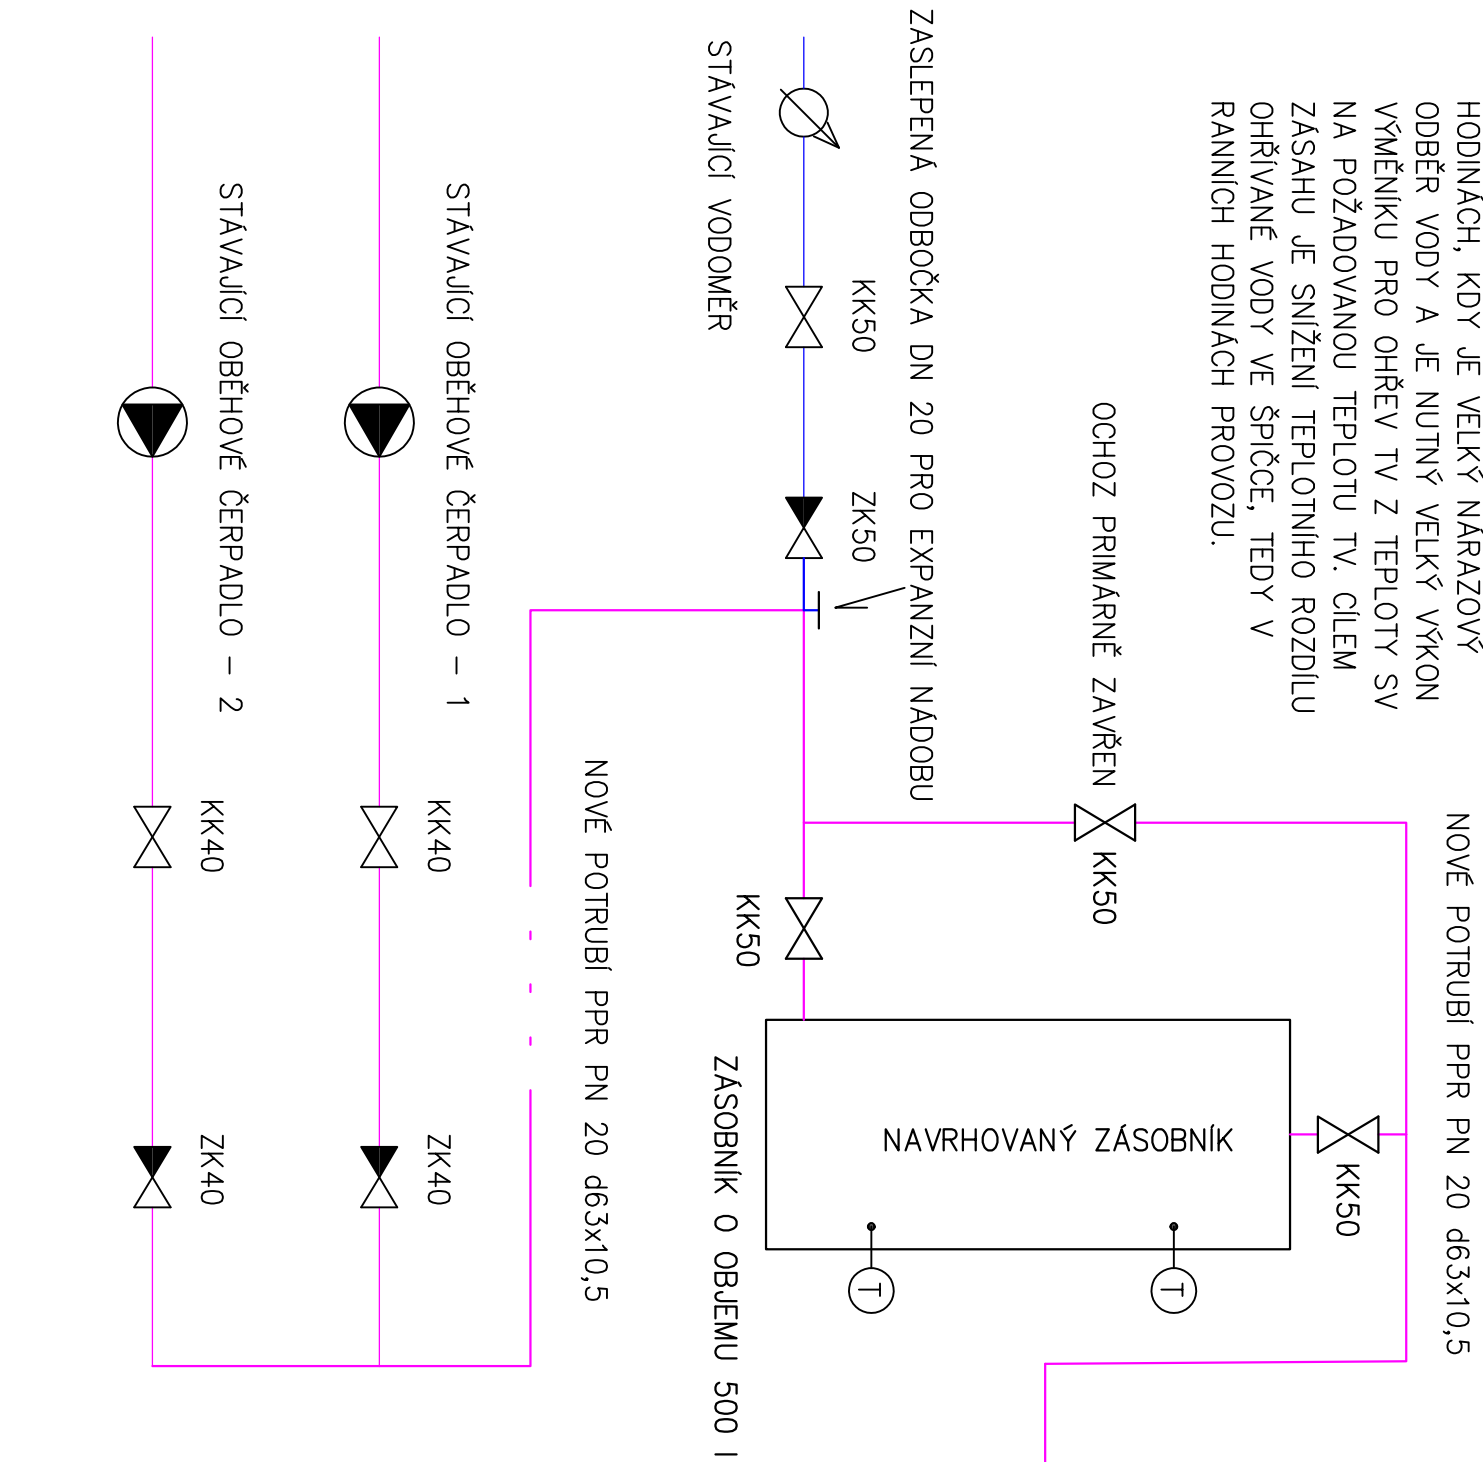 HODINÁCH, KDY JE VELKÝ NÁRAZOVÝ
ODBĚR VODY A JE NUTNÝ VELKÝ VÝKON
VÝMĚNÍKU PRO OHŘEV TV Z TEPLOTY SV
NA POŽADOVANOU TEPLOTU TV. CÍLEM
ZÁSAHU JE SNÍŽENÍ TEPLOTNÍHO ROZDÍLU
OHŘÍVANÉ VODY VE ŠPIČCE, TEDY V
RANNÍCH HODINÁCH PROVOZU.
NOVÉ POTRUBÍ PPR PN 20 d63x10,5
KK50
OCHOZ PRIMÁRNĚ ZAVŘEN
KK50
T
NAVRHOVANÝ ZÁSOBNÍK
T
ZASLEPENÁ ODBOČKA DN 20 PRO EXPANZNÍ NÁDOBU
KK50
ZK50
KK50
STÁVAJÍCÍ VODOMĚR
ZÁSOBNÍK O OBJEMU 500 l
NOVÉ POTRUBÍ PPR PN 20 d63x10,5
STÁVAJÍCÍ OBĚHOVÉ ČERPADLO - 1
KK40
ZK40
STÁVAJÍCÍ OBĚHOVÉ ČERPADLO - 2
KK40
ZK40